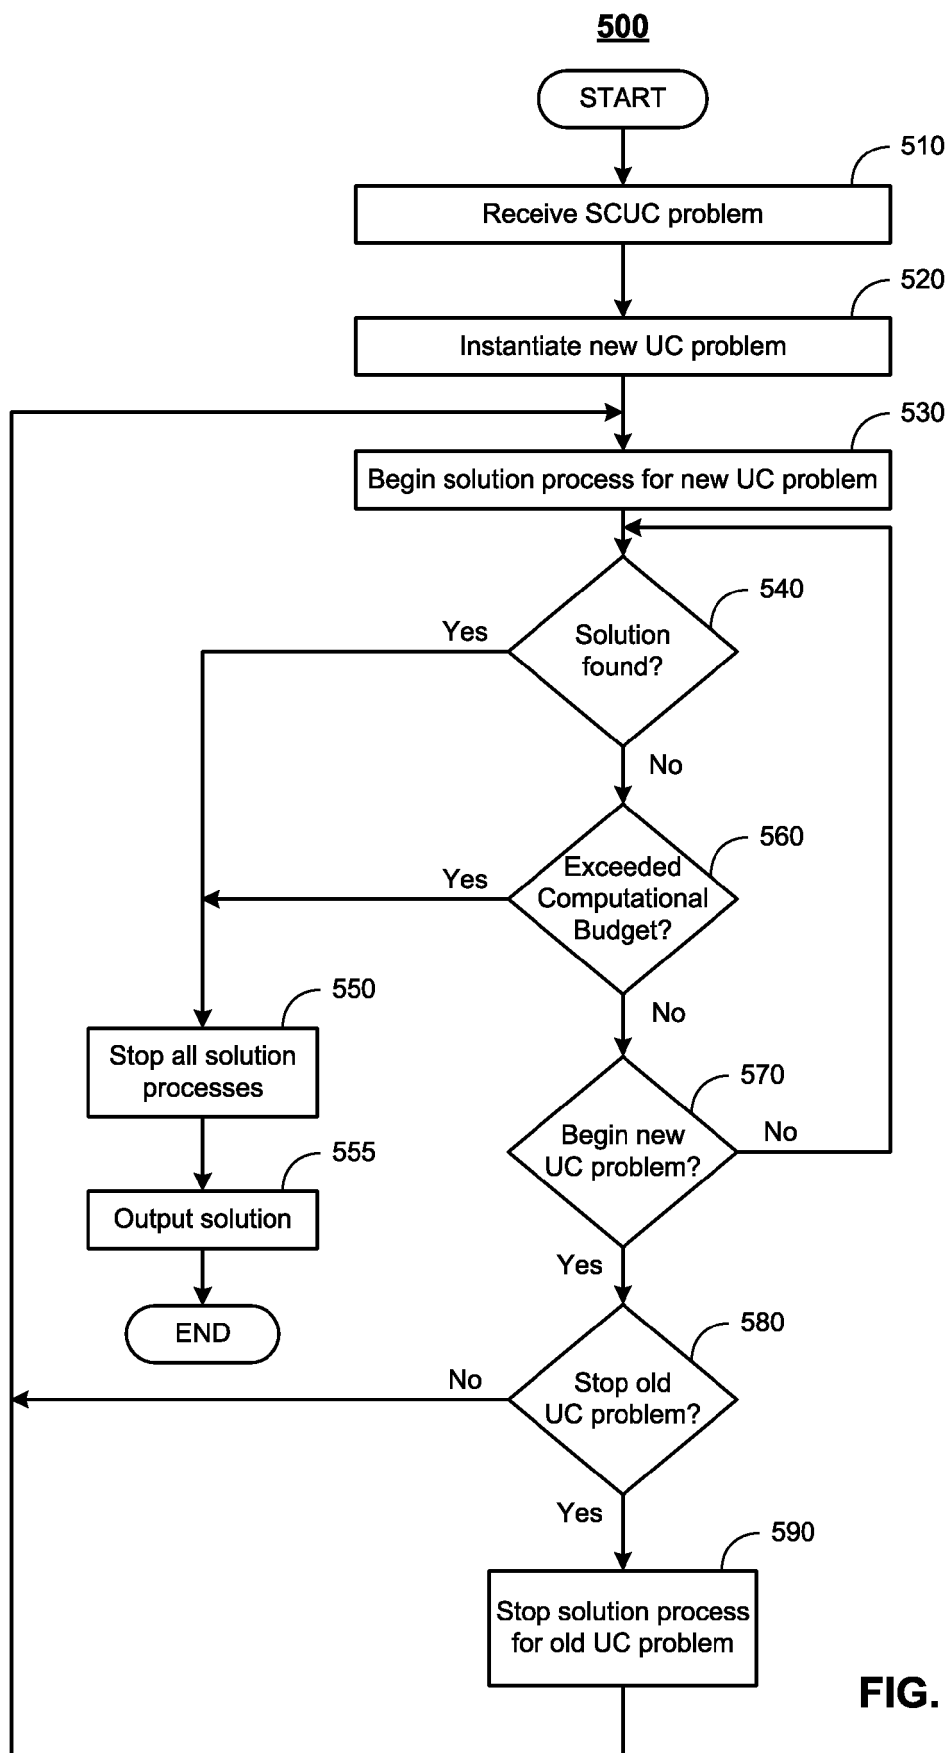 500
START
510
Receive SCUC problem
520
Instantiate new UC problem
530
Begin solution process for new UC problem
540
Solution
found?
Yes
No
560
Exceeded
Computational
Budget?
Yes
No
550
Stop all solution
processes
570
Begin new
UC problem?
No
Yes
555
Output solution
END
580
Stop old
UC problem?
No
Yes
590
Stop solution process
for old UC problem
FIG.